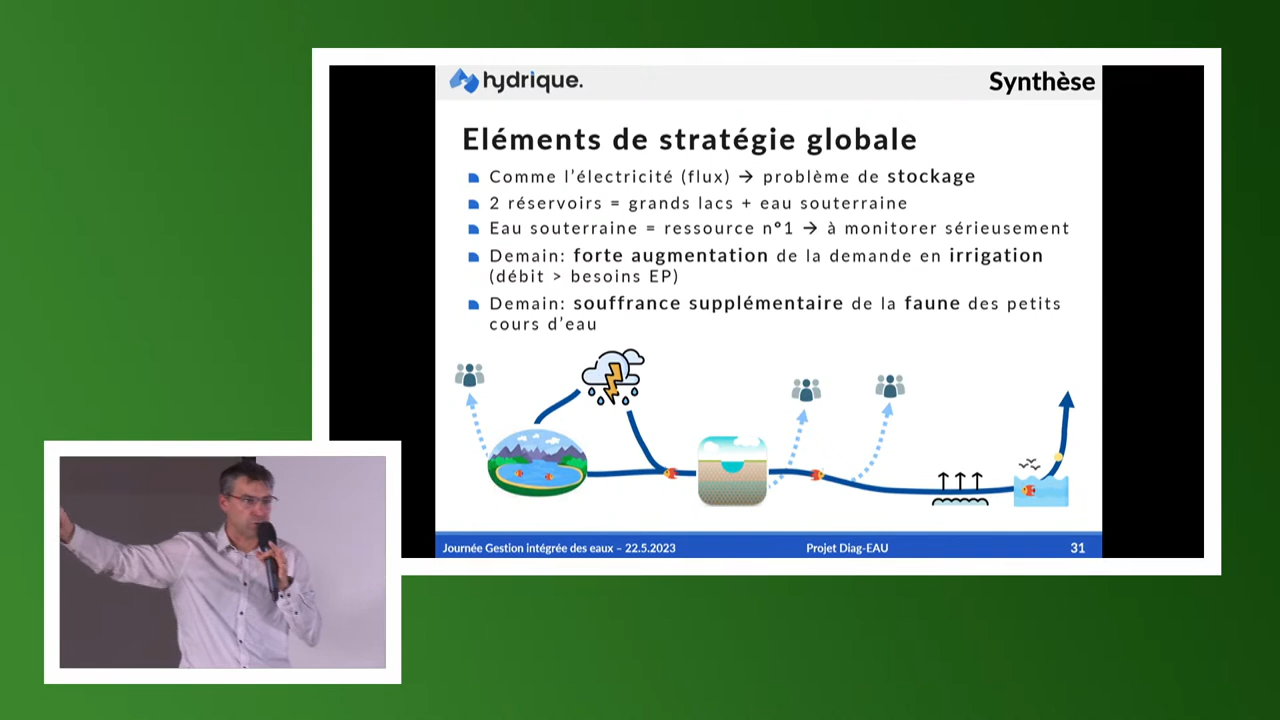 hydrique.
Synthèse
Eléments de stratégie globale
Comme l'électricité (flux) → problème de stockage
2 réservoirs = grands lacs + eau souterraine
Eau souterraine = ressource n°1 → à monitorer sérieusement
Demain: forte augmentation de la demande en irrigation
(débit > besoins EP)
Demain: souffrance supplémentaire de la faune des petits
cours d'eau
Journée Gestion intégrée des eaux – 22.5.2023
Projet Diag-EAU
31